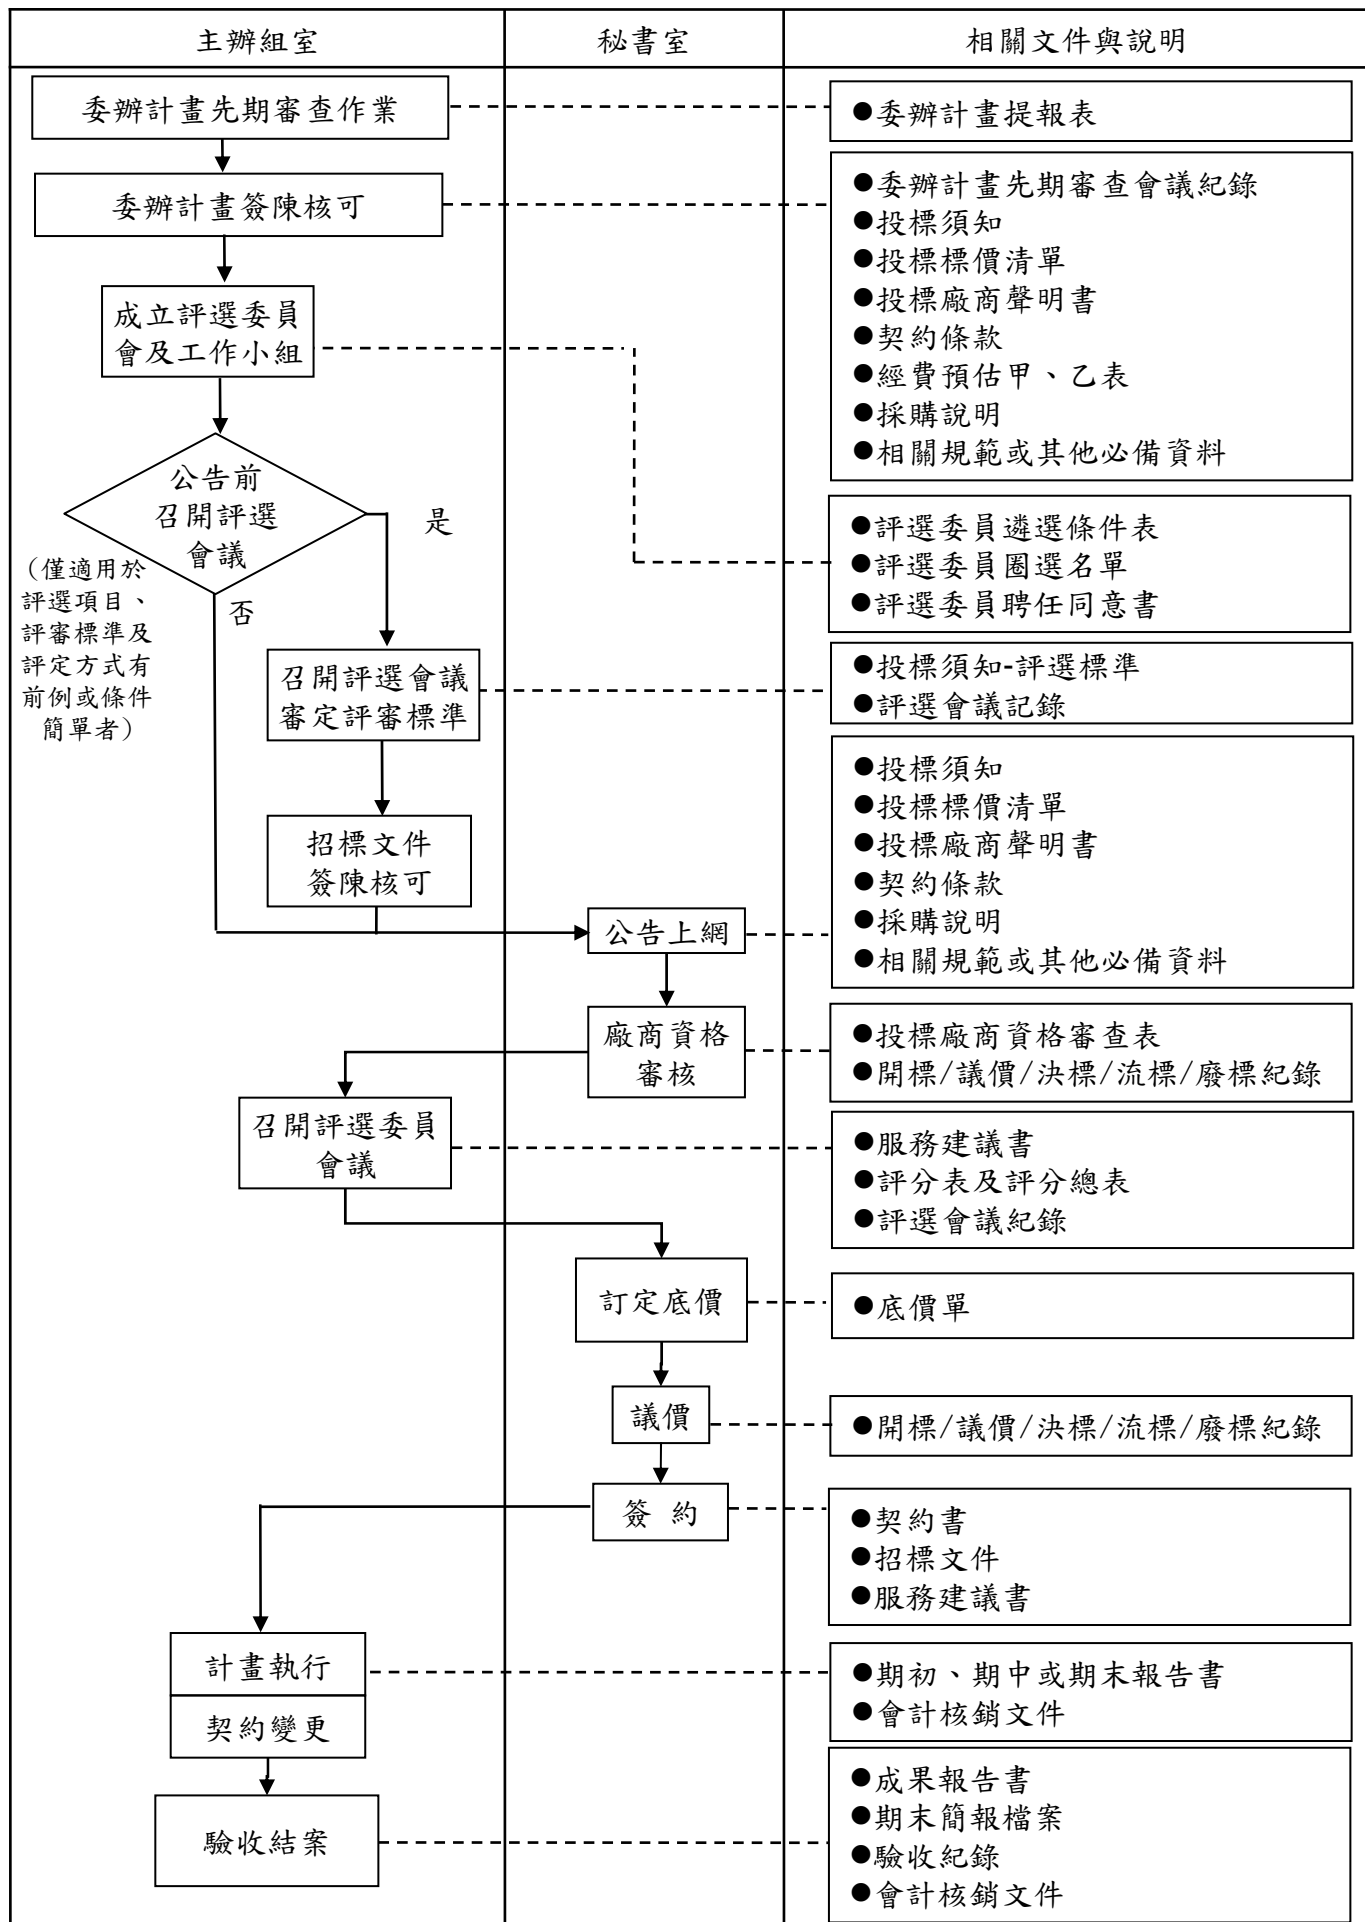 主辦組室
秘書室
相關文件與說明
委辦計畫先期審查作業
●委辦計畫提報表
委辦計畫簽陳核可
●委辦計畫先期審查會議紀錄
●投標須知
●投標標價清單
●投標廠商聲明書
●契約條款
●經費預估甲、乙表
●採購說明
●相關規範或其他必備資料
成立評選委員
會及工作小組
●評選委員遴選條件表
●評選委員圈選名單
●評選委員聘任同意書
公告前
召開評選
會議
是
否
(僅適用於
評選項目、
評審標準及
評定方式有
前例或條件
簡單者)
召開評選會議
審定評審標準
●投標須知-評選標準
●評選會議記錄
招標文件
簽陳核可
公告上網
●投標須知
●投標標價清單
●投標廠商聲明書
●契約條款
●採購說明
●相關規範或其他必備資料
廠商資格
審核
●投標廠商資格審查表
●開標/議價/決標/流標/廢標紀錄
召開評選委員
會議
●服務建議書
●評分表及評分總表
●評選會議紀錄
訂定底價
●底價單
議價
●開標/議價/決標/流標/廢標紀錄
簽 約
●契約書
●招標文件
●服務建議書
計畫執行
契約變更
●期初、期中或期末報告書
●會計核銷文件
驗收結案
●成果報告書
●期末簡報檔案
●驗收紀錄
●會計核銷文件